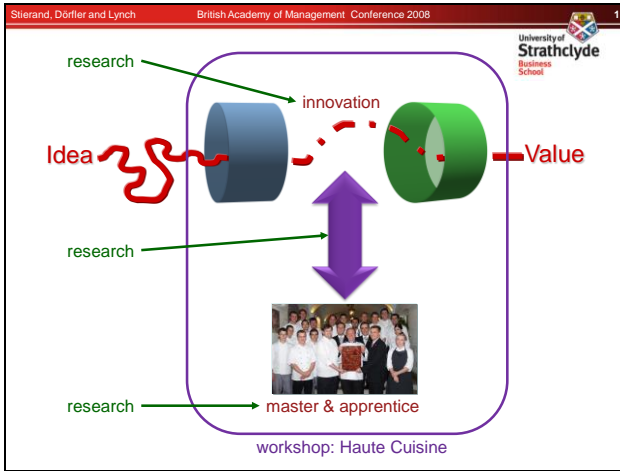 Stierand, Dörfler and Lynch British Academy of Management Conference 2008 1
University of
Strathclyde
Business
School
research
innovation
Idea
Value
research
research
master & apprentice
workshop: Haute Cuisine